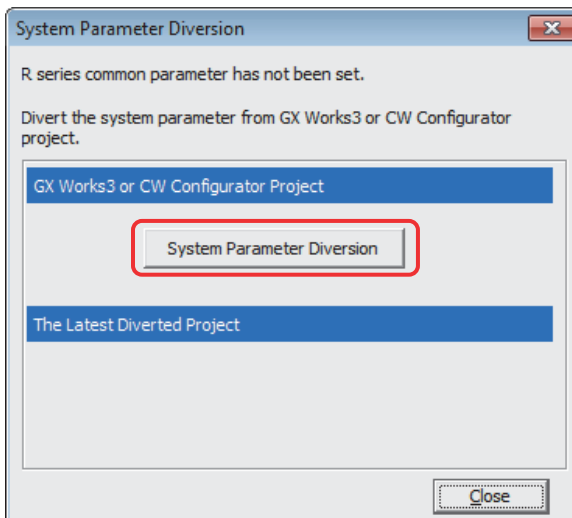 System Parameter Diversion
R series common parameter has not been set.
Divert the system parameter from GX Works3 or CW Configurator
project.
GX Works3 or CW Configurator Project
System Parameter Diversion
The Latest Diverted Project
Close